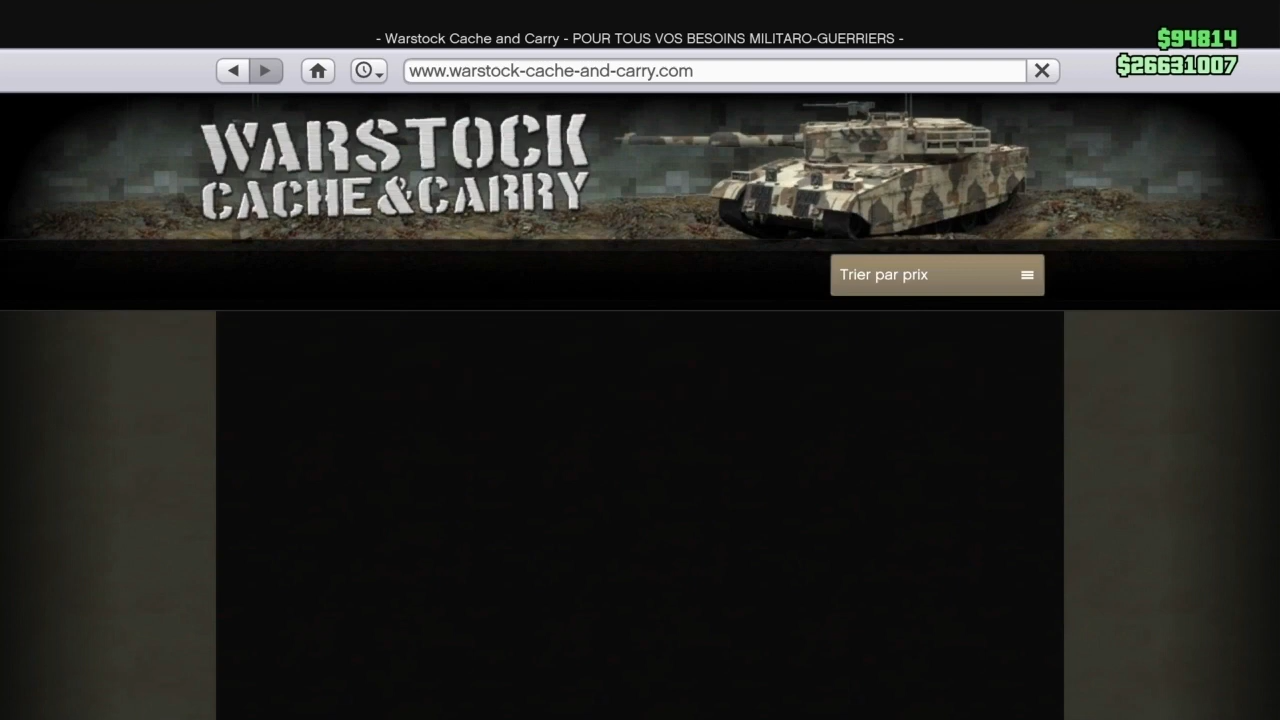 - Warstock Cache and Carry - POUR TOUS VOS BESOINS MILITARO-GUERRIERS -
$94814
$26631007
www.warstock-cache-and-carry.com
WARSTOCK
CACHE&CARRY
Trier par prix